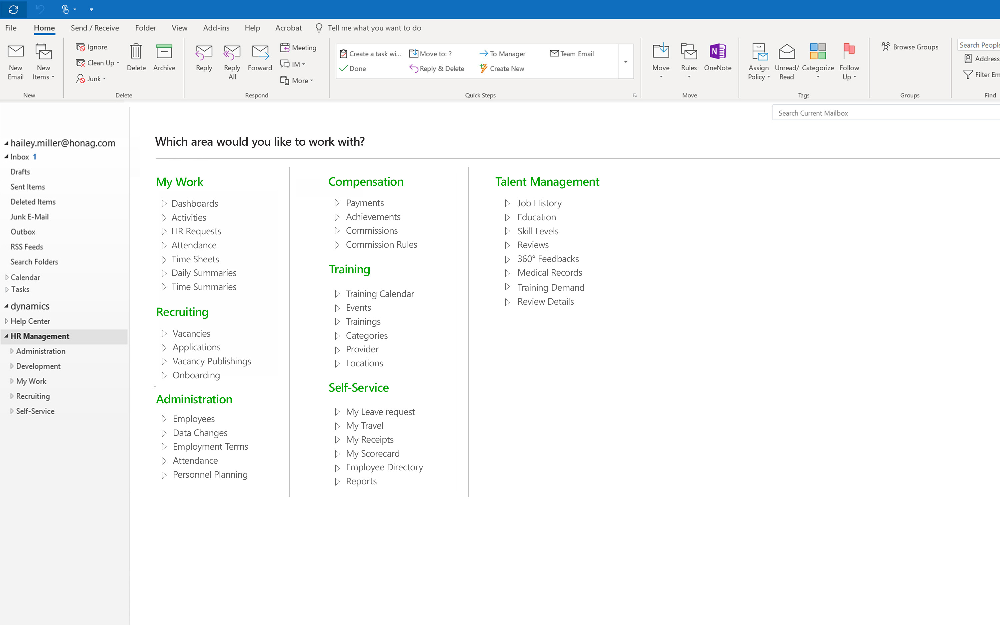 File Home Send / Receive Folder View Add-ins Help Acrobat Tell me what you want to do
New Email
New Items
New
Ignore
Clean Up
Junk
Delete
Archive
Delete
Reply
Reply All
Forward
Meeting
IM
More
Respond
Create a task wi...
Move to: ?
To Manager
Team Email
Done
Reply & Delete
Create New
Quick Steps
Move
Rules
OneNote
Move
Assign Policy
Unread/ Read
Categorize
Follow Up
Tags
Browse Groups
Groups
Search People
Address
Filter Em
Find
Search Current Mailbox
hailey.miller@honag.com
Inbox 1
Drafts
Sent Items
Deleted Items
Junk E-Mail
Outbox
RSS Feeds
Search Folders
Calendar
Tasks
dynamics
Help Center
HR Management
Administration
Development
My Work
Recruiting
Self-Service
Which area would you like to work with?
My Work
Dashboards
Activities
HR Requests
Attendance
Time Sheets
Daily Summaries
Time Summaries
Recruiting
Vacancies
Applications
Vacancy Publishings
Onboarding
Administration
Employees
Data Changes
Employment Terms
Attendance
Personnel Planning
Compensation
Payments
Achievements
Commissions
Commission Rules
Training
Training Calendar
Events
Trainings
Categories
Provider
Locations
Self-Service
My Leave request
My Travel
My Receipts
My Scorecard
Employee Directory
Reports
Talent Management
Job History
Education
Skill Levels
Reviews
360° Feedbacks
Medical Records
Training Demand
Review Details